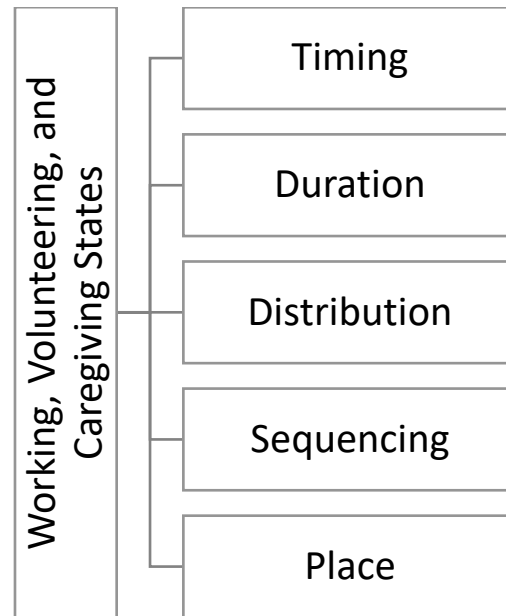 Working, Volunteering, and
Caregiving States
Timing
Duration
Distribution
Sequencing
Place